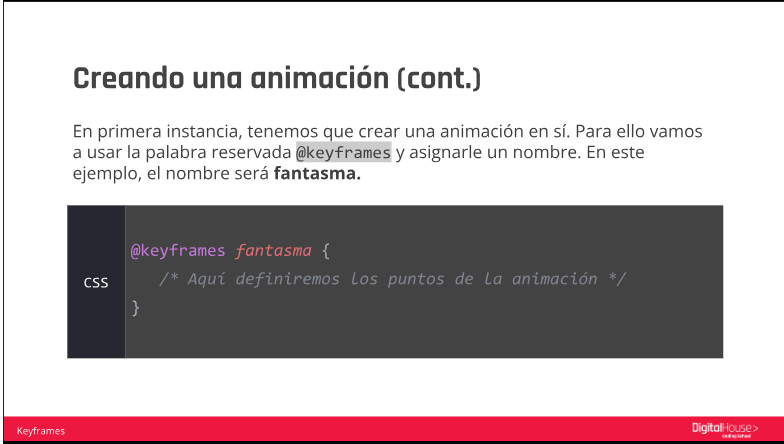 Creando una animación (cont.)
En primera instancia, tenemos que crear una animación en sí. Para ello vamos
a usar la palabra reservada @keyframes y asignarle un nombre. En este
ejemplo, el nombre será fantasma.
CSS
@keyframes fantasma {
/* Aquí definiremos los puntos de la animación */
}
Keyframes
DigitalHouse>
Coding School